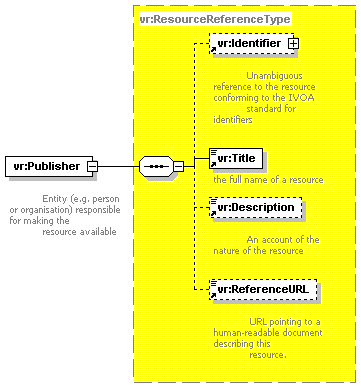 vr:ResourceReferenceType
vr:Identifier
Unambiguous
reference to the resource
conforming to the IVOA
standard for
identifiers
vr:Publisher
Entity (e.g. person
or organisation) responsible
for making the
resource available
vr:Title
the full name of a resource
vr:Description
An account of the
nature of the resource
vr:ReferenceURL
URL pointing to a
human-readable document
describing this
resource.